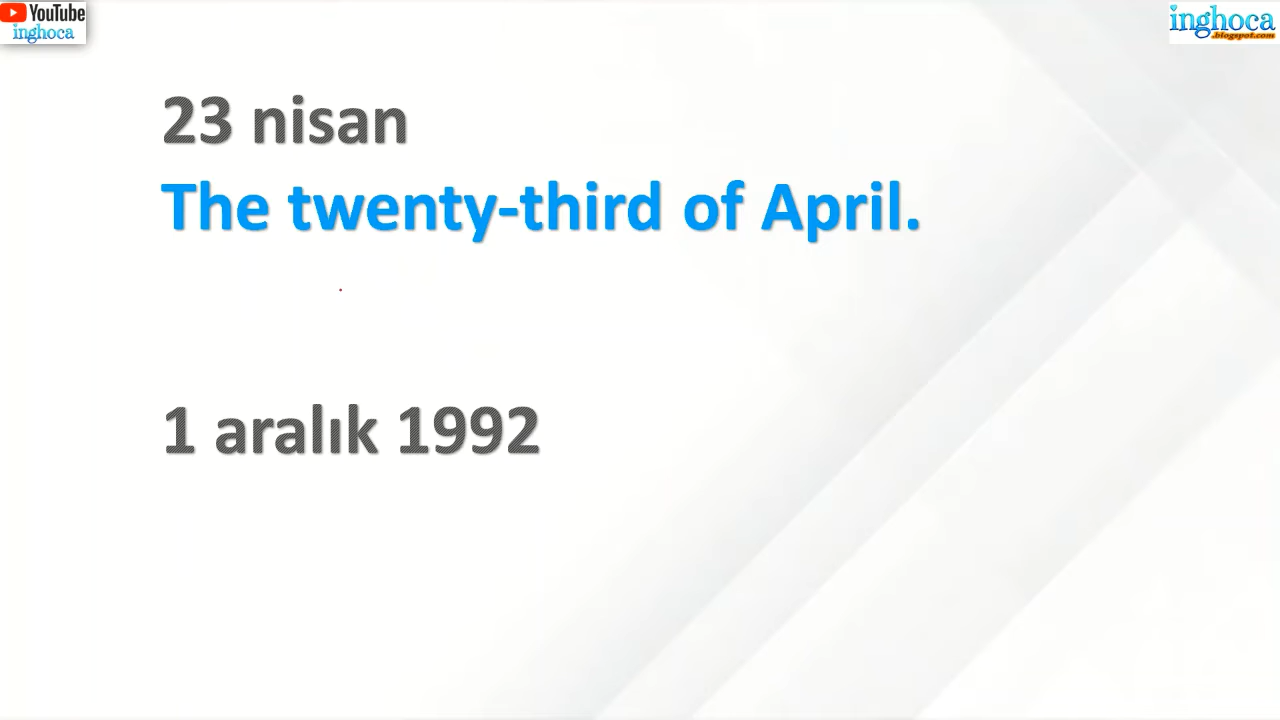 YouTube
inghoca
inghoca
.blogspot.com
23 nisan
The twenty-third of April.
1 aralık 1992